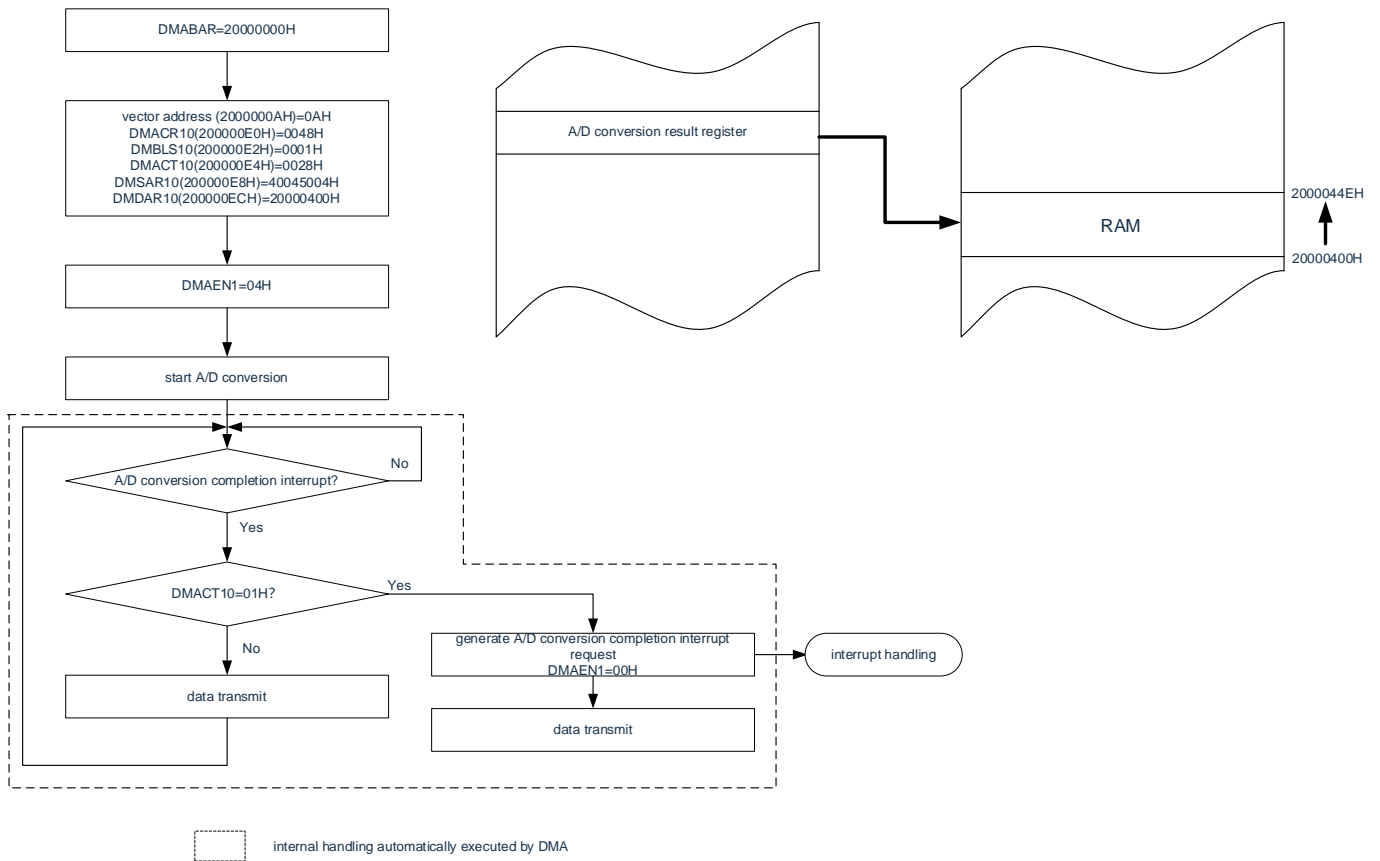 DMABAR=20000000H
vector address (2000000AH)=0AH
DMACR10(200000E0H)=0048H
DMBLS10(200000E2H)=0001H
DMACT10(200000E4H)=0028H
DMSAR10(200000E8H)=40045004H
DMDAR10(200000ECH)=20000400H
DMAEN1=04H
start A/D conversion
A/D conversion completion interrupt?
No
Yes
DMACT10=01H?
Yes
No
data transmit
generate A/D conversion completion interrupt
request
DMAEN1=00H
data transmit
interrupt handling
A/D conversion result register
RAM
2000044EH
20000400H
internal handling automatically executed by DMA